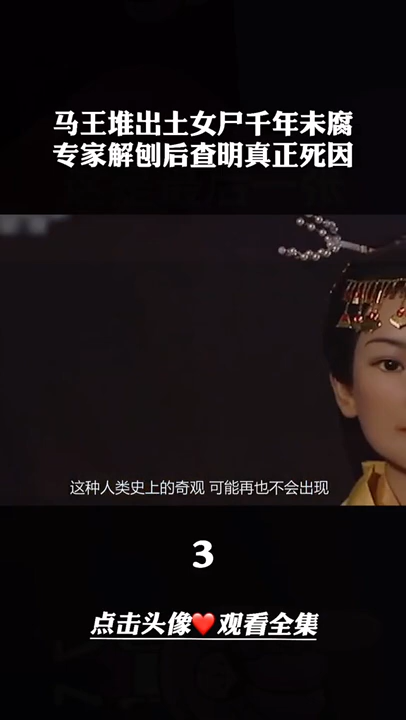 马王堆出土女尸千年未腐
专家解刨后查明真正死因
这种人类史上的奇观 可能再也不会出现
3
点击头像❤️观看全集